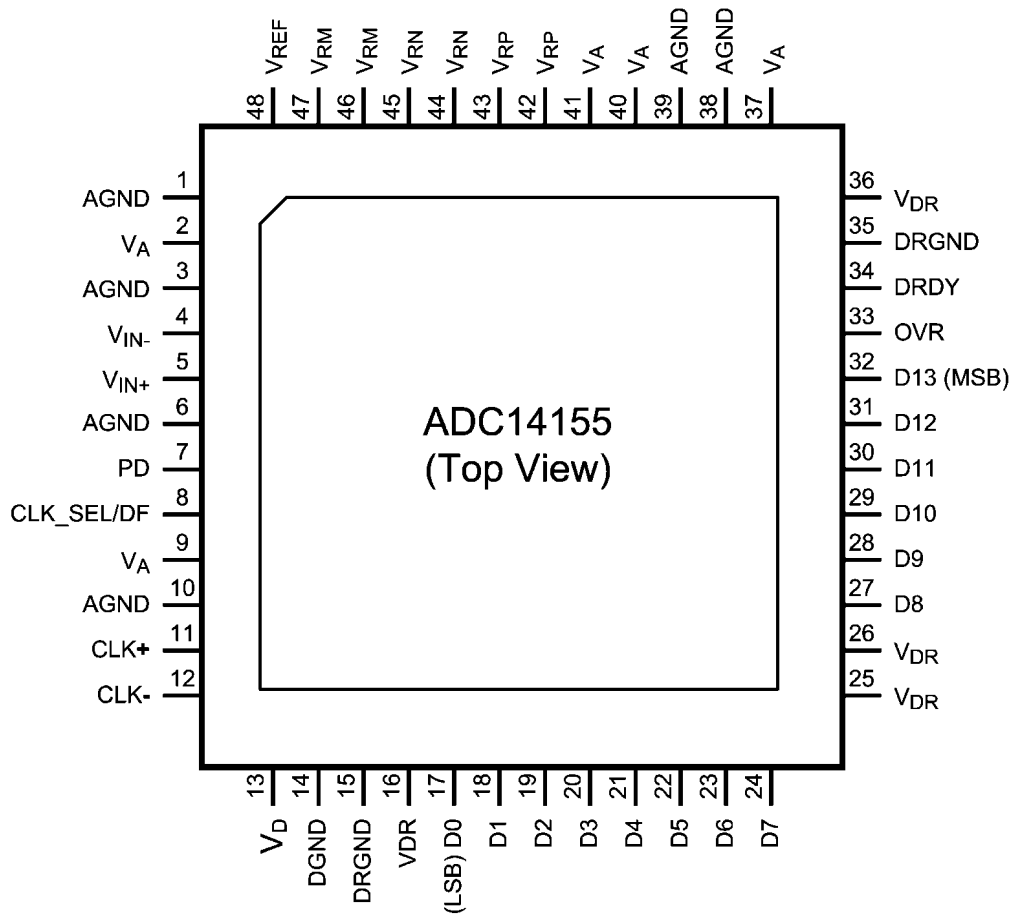 VREF VRM VRM VRN VRN VRP VRP VA VA AGND AGND VA
48 47 46 45 44 43 42 41 40 39 38 37
AGND 1
VA 2
AGND 3
VIN- 4
VIN+ 5
AGND 6
PD 7
CLK_SEL/DF 8
VA 9
AGND 10
CLK+ 11
CLK- 12
ADC14155
(Top View)
36 VDR
35 DRGND
34 DRDY
33 OVR
32 D13 (MSB)
31 D12
30 D11
29 D10
28 D9
27 D8
26 VDR
25 VDR
13 14 15 16 17 18 19 20 21 22 23 24
VD DGND DRGND VDR (LSB) D0 D1 D2 D3 D4 D5 D6 D7